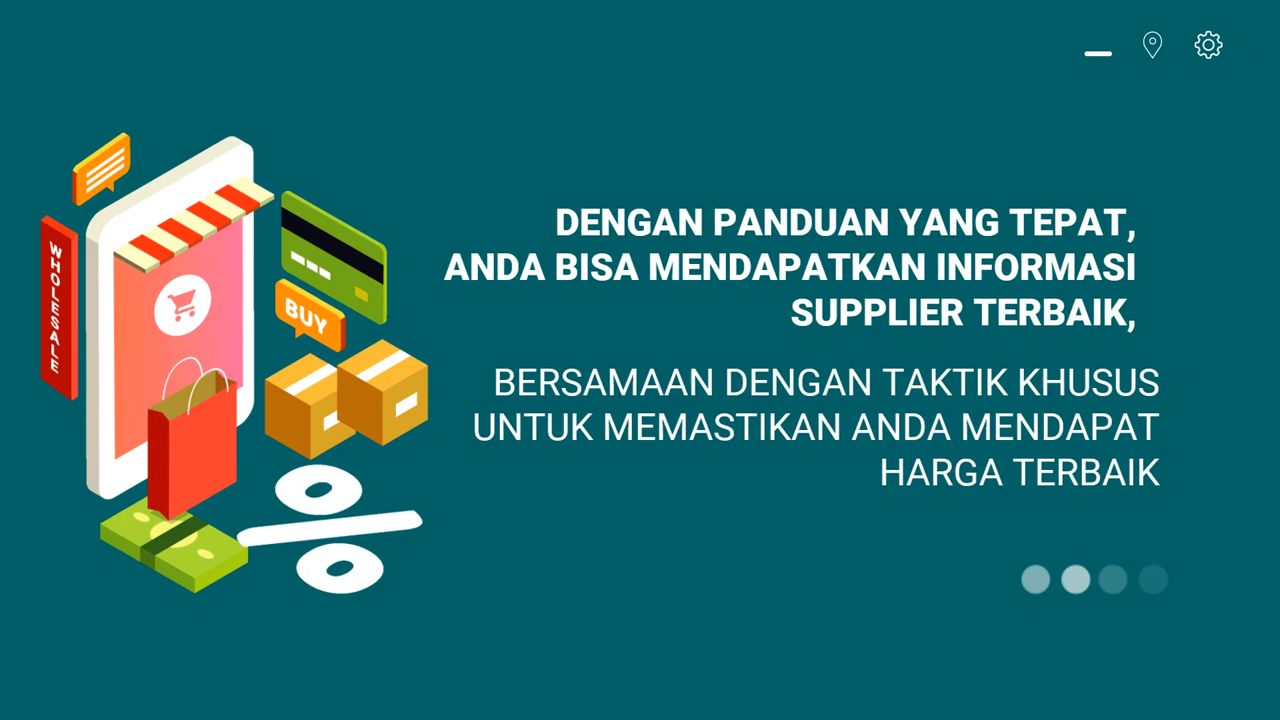 WHOLESALE
BUY
DENGAN PANDUAN YANG TEPAT,
ANDA BISA MENDAPATKAN INFORMASI
SUPPLIER TERBAIK,
BERSAMAAN DENGAN TAKTIK KHUSUS
UNTUK MEMASTIKAN ANDA MENDAPAT
HARGA TERBAIK